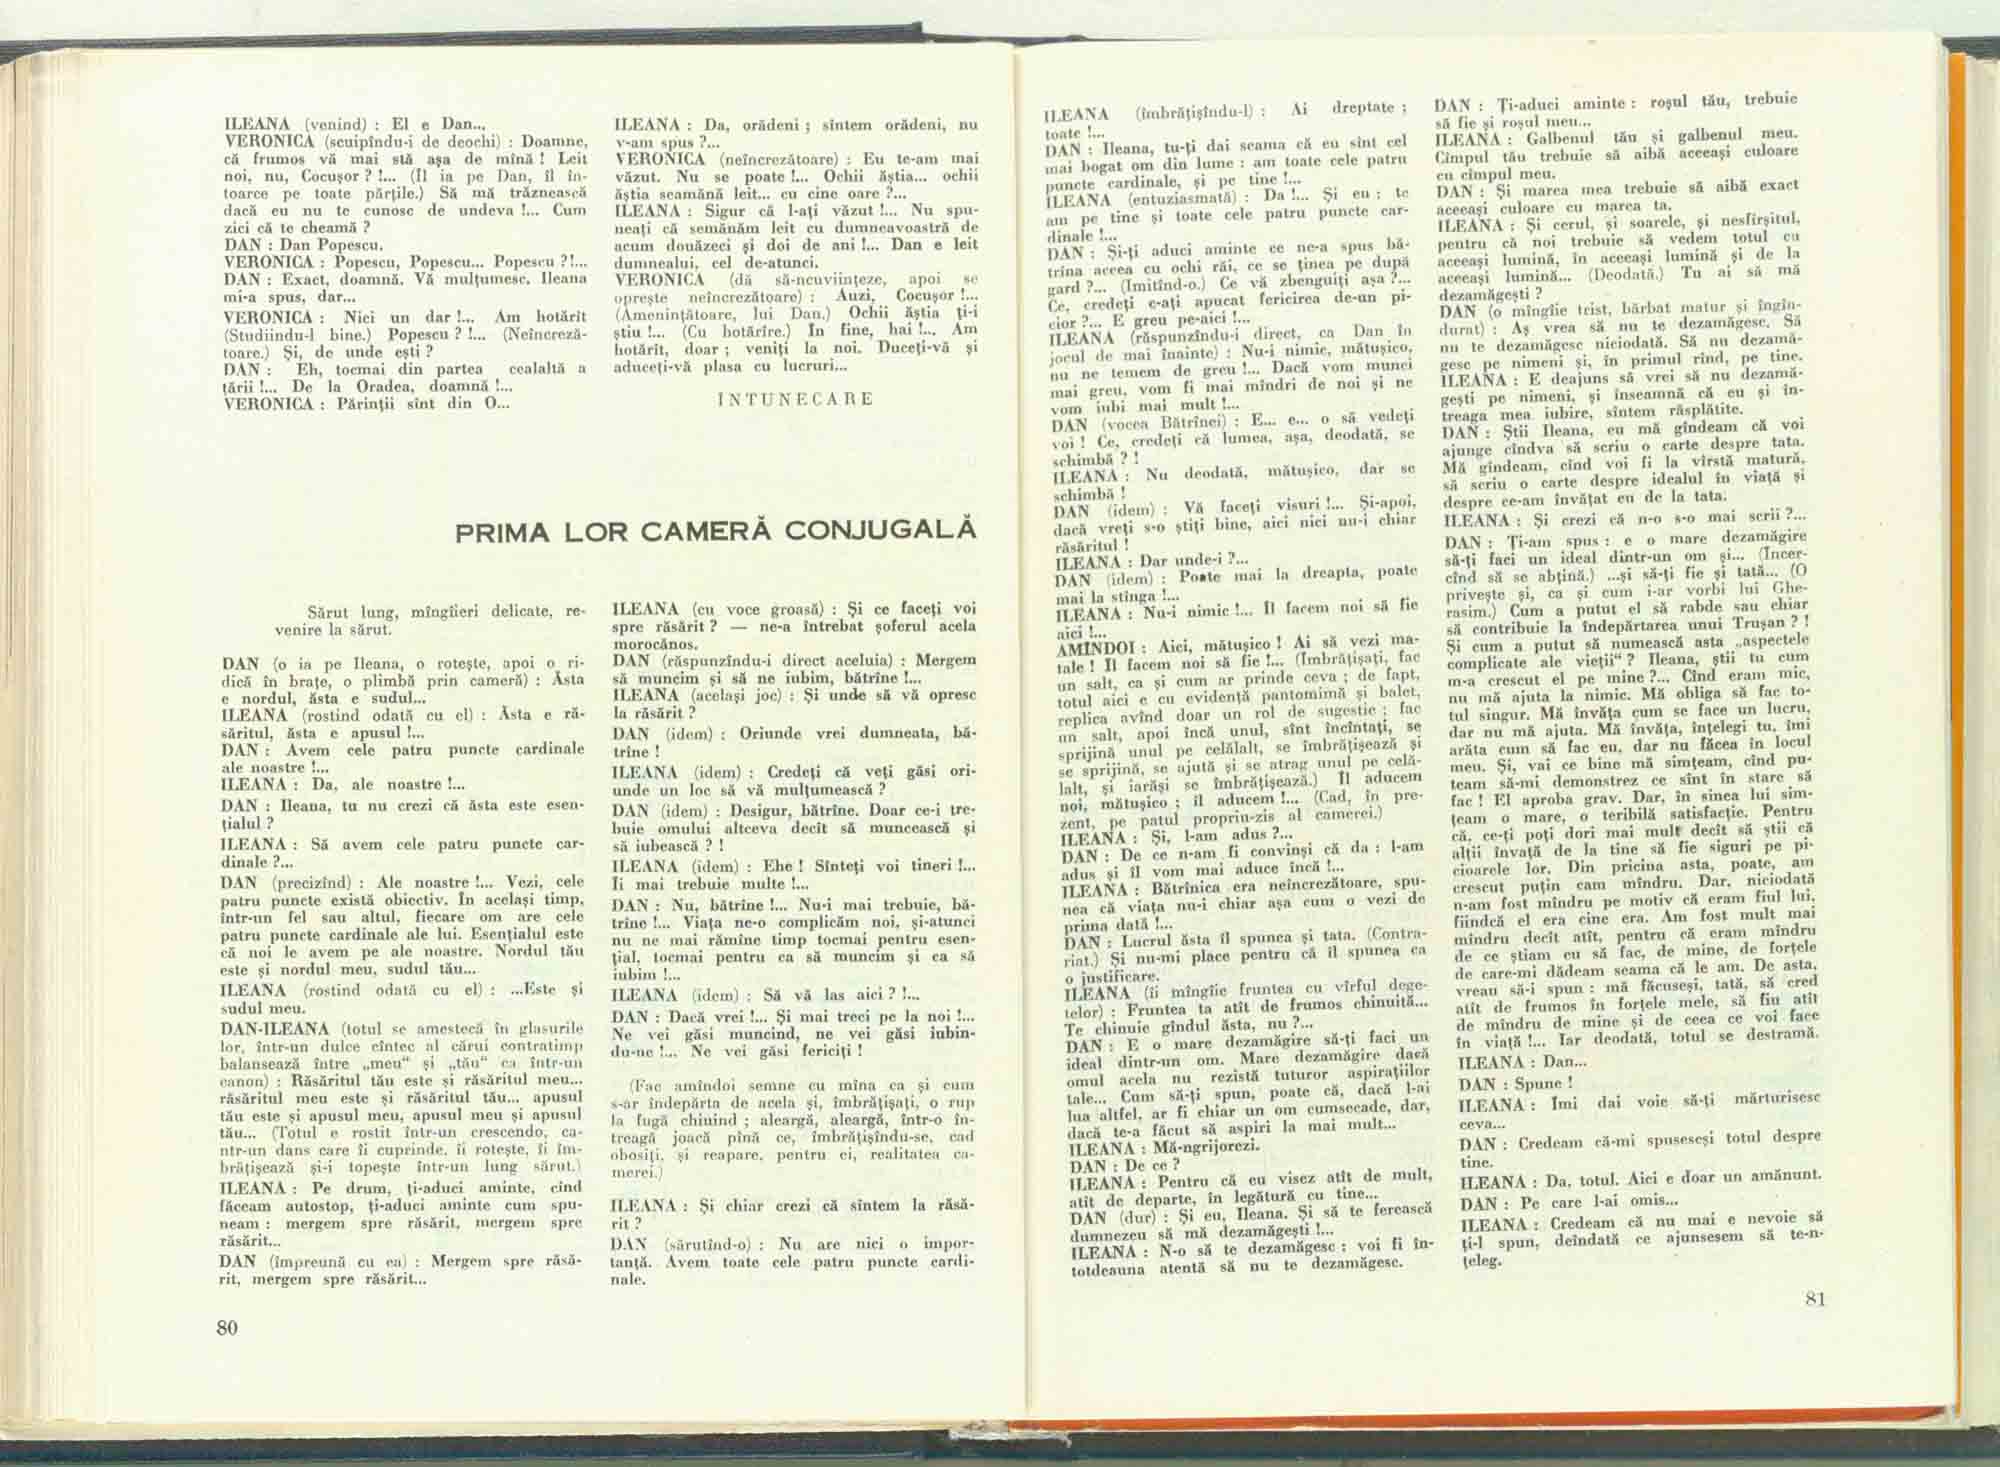 ILEANA (venind) : El e Dan...
VERONICA (scuipîndu-i de deochi) : Doamne,
că frumos vă mai stă așa de mînă ! Leit
noi, nu, Cocușor ? !... (Îl ia pe Dan, îl în-
toarce pe toate părțile.) Să mă trăznească
dacă eu nu te cunosc de undeva !... Cum
zici că te cheamă ?
DAN : Dan Popescu.
VERONICA : Popescu, Popescu... Popescu ?!...
DAN : Exact, doamnă. Vă mulțumesc. Ileana
mi-a spus, dar...
VERONICA : Nici un dar !... Am hotărît
(Studiindu-l bine.) Popescu ? !... (Neîncreză-
toare.) Și, de unde ești ?
DAN : Eh, tocmai din partea cealaltă a
țării !... De la Oradea, doamnă !...
VERONICA : Părinții sînt din O...
ILEANA : Da, orădeni ; sîntem orădeni, nu
v-am spus ?...
VERONICA (neîncrezătoare) : Eu te-am mai
văzut. Nu se poate !... Ochii ăștia... ochii
ăștia seamănă leit... cu cine oare ?...
ILEANA : Sigur că l-ați văzut !... Nu spu-
neați că semănăm leit cu dumneavoastră de
acum douăzeci și doi de ani !... Dan e leit
dumnealui, cel de-atunci.
VERONICA (dă să-ncuviințeze, apoi se
oprește neîncrezătoare) : Auzi, Cocușor !...
(Amenințătoare, lui Dan.) Ochii ăștia ți-i
știu !... (Cu hotărîre.) În fine, hai !... Am
hotărît, doar ; veniți la noi. Duceți-vă și
aduceți-vă plasa cu lucruri...
ÎNTUNECARE
PRIMA LOR CAMERĂ CONJUGALĂ
Sărut lung, mîngîieri delicate, re-
venire la sărut.
DAN (o ia pe Ileana, o rotește, apoi o ri-
dică în brațe, o plimbă prin cameră) : Ăsta
e nordul, ăsta e sudul...
ILEANA (rostind odată cu el) : Ăsta e ră-
săritul, ăsta e apusul !...
DAN : Avem cele patru puncte cardinale
ale noastre !...
ILEANA : Da, ale noastre !...
DAN : Ileana, tu nu crezi că ăsta este esen-
țialul ?
ILEANA : Să avem cele patru puncte car-
dinale ?...
DAN (precizînd) : Ale noastre !... Vezi, cele
patru puncte există obiectiv. În același timp,
într-un fel sau altul, fiecare om are cele
patru puncte cardinale ale lui. Esențialul este
că noi le avem pe ale noastre. Nordul tău
este și nordul meu, sudul tău...
ILEANA (rostind odată cu el) : ...Este și
sudul meu.
DAN-ILEANA (totul se amestecă în glasurile
lor, într-un dulce cîntec al cărui contratimp
balansează între „meu“ și „tău“ ca într-un
canon) : Răsăritul tău este și răsăritul meu...
răsăritul meu este și răsăritul tău... apusul
tău este și apusul meu, apusul meu și apusul
tău... (Totul e rostit într-un crescendo, ca-
ntr-un dans care îi cuprinde, îi rotește, îi îm-
brățișează și-i topește într-un lung sărut.)
ILEANA : Pe drum, ți-aduci aminte, cînd
făceam autostop, ți-aduci aminte cum spu-
neam : mergem spre răsărit, mergem spre
răsărit...
DAN (împreună cu ea) : Mergem spre răsă-
rit, mergem spre răsărit...
ILEANA (cu voce groasă) : Și ce faceți voi
spre răsărit ? — ne-a întrebat șoferul acela
morocănos.
DAN (răspunzîndu-i direct aceluia) : Mergem
să muncim și să ne iubim, bătrîne !...
ILEANA (același joc) : Și unde să vă opresc
la răsărit ?
DAN (idem) : Oriunde vrei dumneata, bă-
trîne !
ILEANA (idem) : Credeți că veți găsi ori-
unde un loc să vă mulțumească ?
DAN (idem) : Desigur, bătrîne. Doar ce-i tre-
buie omului altceva decît să muncească și
să iubească ? !
ILEANA (idem) : Ehe ! Sînteți voi tineri !...
Îi mai trebuie multe !...
DAN : Nu, bătrîne !... Nu-i mai trebuie, bă-
trîne !... Viața ne-o complicăm noi, și-atunci
nu ne mai rămîne timp tocmai pentru esen-
țial, tocmai pentru ca să muncim și ca să
iubim !...
ILEANA (idem) : Să vă las aici ? !...
DAN : Dacă vrei !... Și mai treci pe la noi !...
Ne vei găsi muncind, ne vei găsi iubin-
du-ne !... Ne vei găsi fericiți !
(Fac amîndoi semne cu mîna ca și cum
s-ar îndepărta de acela și, îmbrățișați, o rup
la fugă chiuind ; aleargă, aleargă, într-o în-
treagă joacă pînă ce, îmbrățișîndu-se, cad
obosiți, și reapare, pentru ei, realitatea ca-
merei.)
ILEANA : Și chiar crezi că sîntem la răsă-
rit ?
DAN (sărutînd-o) : Nu are nici o impor-
tanță. Avem toate cele patru puncte cardi-
nale.
80
ILEANA (îmbrățișîndu-l) : Ai dreptate ;
toate !...
DAN : Ileana, tu-ți dai seama că eu sînt cel
mai bogat om din lume : am toate cele patru
puncte cardinale, și pe tine !...
ILEANA (entuziasmată) : Da !... Și eu : te
am pe tine și toate cele patru puncte car-
dinale !...
DAN : Și-ți aduci aminte ce ne-a spus bă-
trîna aceea cu ochi răi, ce se ținea pe după
gard ?... (Imitînd-o.) Ce vă zbenguiți așa ?...
Ce, credeți c-ați apucat fericirea de-un pi-
cior ?... E greu pe-aici !...
ILEANA (răspunzîndu-i direct, ca Dan în
jocul de mai înainte) : Nu-i nimic, mătușico,
nu ne temem de greu !... Dacă vom munci
mai greu, vom fi mai mîndri de noi și ne
vom iubi mai mult !...
DAN (vocea Bătrînei) : E... e... o să vedeți
voi ! Ce, credeți că lumea, așa, deodată, se
schimbă ? !
ILEANA : Nu deodată, mătușico, dar se
schimbă !
DAN (idem) : Vă faceți visuri !... Și-apoi,
dacă vreți s-o știți bine, aici nici nu-i chiar
răsăritul !
ILEANA : Dar unde-i ?...
DAN (idem) : Poate mai la dreapta, poate
mai la stînga !...
ILEANA : Nu-i nimic !... Îl facem noi să fie
aici !...
AMÎNDOI : Aici, mătușico ! Ai să vezi ma-
tale ! Îl facem noi să fie !... (Îmbrățișați, fac
un salt, ca și cum ar prinde ceva ; de fapt,
totul aici e cu evidență pantomimă și balet,
replica avînd doar un rol de sugestie ; fac
un salt, apoi încă unul, sînt încîntați, se
sprijină unul pe celălalt, se îmbrățișează și
se sprijină, se ajută și se atrag unul pe celă-
lalt, și iarăși se îmbrățișează.) Îl aducem
noi, mătușico ; îl aducem !... (Cad, în pre-
zent, pe patul propriu-zis al camerei.)
ILEANA : Și, l-am adus ?...
DAN : De ce n-am fi convinși că da : l-am
adus și îl vom mai aduce încă !...
ILEANA : Bătrînica era neîncrezătoare, spu-
nea că viața nu-i chiar așa cum o vezi de
prima dată !...
DAN : Lucrul ăsta îl spunea și tata. (Contra-
riat.) Și nu-mi place pentru că îl spunea ca
o justificare.
ILEANA (îi mîngîie fruntea cu vîrful dege-
telor) : Fruntea ta atît de frumos chinuită...
Te chinuie gîndul ăsta, nu ?...
DAN : E o mare dezamăgire să-ți faci un
ideal dintr-un om. Mare dezamăgire dacă
omul acela nu rezistă tuturor aspirațiilor
tale... Cum să-ți spun, poate că, dacă l-ai
lua altfel, ar fi chiar un om cumsecade, dar,
dacă te-a făcut să aspiri la mai mult...
ILEANA : Mă-ngrijorezi.
DAN : De ce ?
ILEANA : Pentru că eu visez atît de mult,
atît de departe, în legătură cu tine...
DAN (dur) : Și eu, Ileana. Și să te ferească
dumnezeu să mă dezamăgești !...
ILEANA : N-o să te dezamăgesc : voi fi în-
totdeauna atentă să nu te dezamăgesc.
DAN : Ți-aduci aminte : roșul tău, trebuie
să fie și roșul meu...
ILEANA : Galbenul tău și galbenul meu.
Cîmpul tău trebuie să aibă aceeași culoare
cu cîmpul meu.
DAN : Și marea mea trebuie să aibă exact
aceeași culoare cu marea ta.
ILEANA : Și cerul, și soarele, și nesfîrșitul,
pentru că noi trebuie să vedem totul cu
aceeași lumină, în aceeași lumină și de la
aceeași lumină... (Deodată.) Tu ai să mă
dezamăgești ?
DAN (o mîngîie trist, bărbat matur și îngîn-
durat) : Aș vrea să nu te dezamăgesc. Să
nu te dezamăgesc niciodată. Să nu dezamă-
gesc pe nimeni și, în primul rînd, pe tine.
ILEANA : E deajuns să vrei să nu dezamă-
gești pe nimeni, și înseamnă că eu și în-
treaga mea iubire, sîntem răsplătite.
DAN : Știi Ileana, eu mă gîndeam că voi
ajunge cîndva să scriu o carte despre tata.
Mă gîndeam, cînd voi fi la vîrstă matură,
să scriu o carte despre idealul în viață și
despre ce-am învățat eu de la tata.
ILEANA : Și crezi că n-o s-o mai scrii ?...
DAN : Ți-am spus : e o mare dezamăgire
să-ți faci un ideal dintr-un om și... (Încer-
cînd să se abțină.) ...și să-ți fie și tată... (O
privește și, ca și cum i-ar vorbi lui Ghe-
rasim.) Cum a putut el să rabde sau chiar
să contribuie la îndepărtarea unui Trușan ? !
Și cum a putut să numească asta „aspectele
complicate ale vieții“ ? Ileana, știi tu cum
m-a crescut el pe mine ?... Cînd eram mic,
nu mă ajuta la nimic. Mă obliga să fac to-
tul singur. Mă învăța cum se face un lucru,
dar nu mă ajuta. Mă învăța, înțelegi tu, îmi
arăta cum să fac eu, dar nu făcea în locul
meu. Și, vai ce bine mă simțeam, cînd pu-
team să-mi demonstrez ce sînt în stare să
fac ! El aproba grav. Dar, în sinea lui sim-
țeam o mare, o teribilă satisfacție. Pentru
că, ce-ți poți dori mai mult decît să știi că
alții învață de la tine să fie siguri pe pi-
cioarele lor. Din pricina asta, poate, am
crescut puțin cam mîndru. Dar, niciodată
n-am fost mîndru pe motiv că eram fiul lui,
fiindcă el era cine era. Am fost mult mai
mîndru decît atît, pentru că eram mîndru
de ce știam eu să fac, de mine, de forțele
de care-mi dădeam seama că le am. De asta,
vreau să-i spun : mă făcuseși, tată, să cred
atît de frumos în forțele mele, să fiu atît
de mîndru de mine și de ceea ce voi face
în viață !... Iar deodată, totul se destramă.
ILEANA : Dan...
DAN : Spune !
ILEANA : Îmi dai voie să-ți mărturisesc
ceva...
DAN : Credeam că-mi spuseseși totul despre
tine.
ILEANA : Da, totul. Aici e doar un amănunt.
DAN : Pe care l-ai omis...
ILEANA : Credeam că nu mai e nevoie să
ți-l spun, deîndată ce ajunsesem să te-n-
țeleg.
81